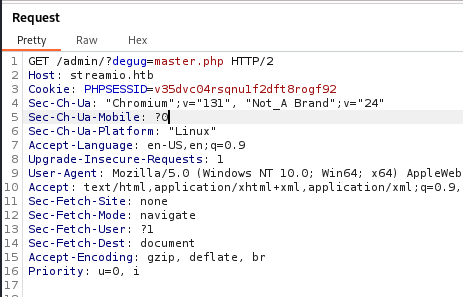 Request
Pretty Raw Hex
1 GET /admin/?degug=master.php HTTP/2
2 Host: streamio.htb
3 Cookie: PHPSESSID=v35dvc04rsqnu1f2dft8rogf92
4 Sec-Ch-Ua: "Chromium";v="131", "Not_A Brand";v="24"
5 Sec-Ch-Ua-Mobile: ?0
6 Sec-Ch-Ua-Platform: "Linux"
7 Accept-Language: en-US,en;q=0.9
8 Upgrade-Insecure-Requests: 1
9 User-Agent: Mozilla/5.0 (Windows NT 10.0; Win64; x64) AppleWeb
10 Accept: text/html,application/xhtml+xml,application/xml;q=0.9,
11 Sec-Fetch-Site: none
12 Sec-Fetch-Mode: navigate
13 Sec-Fetch-User: ?1
14 Sec-Fetch-Dest: document
15 Accept-Encoding: gzip, deflate, br
16 Priority: u=0, i
17